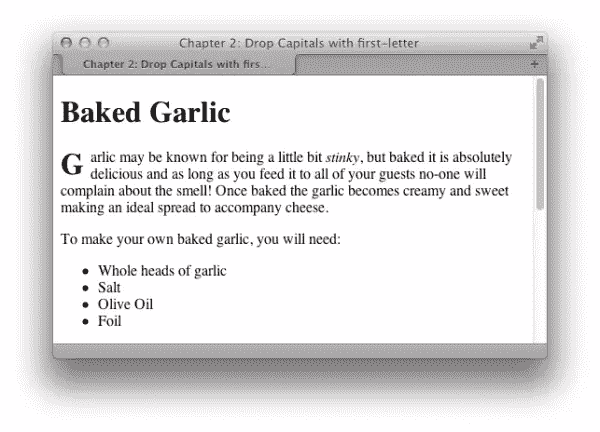 Chapter 2: Drop Capitals with first-letter
Chapter 2: Drop Capitals with firs...
+
Baked Garlic
Garlic may be known for being a little bit stinky, but baked it is absolutely
delicious and as long as you feed it to all of your guests no-one will
complain about the smell! Once baked the garlic becomes creamy and sweet
making an ideal spread to accompany cheese.
To make your own baked garlic, you will need:
• Whole heads of garlic
• Salt
• Olive Oil
• Foil